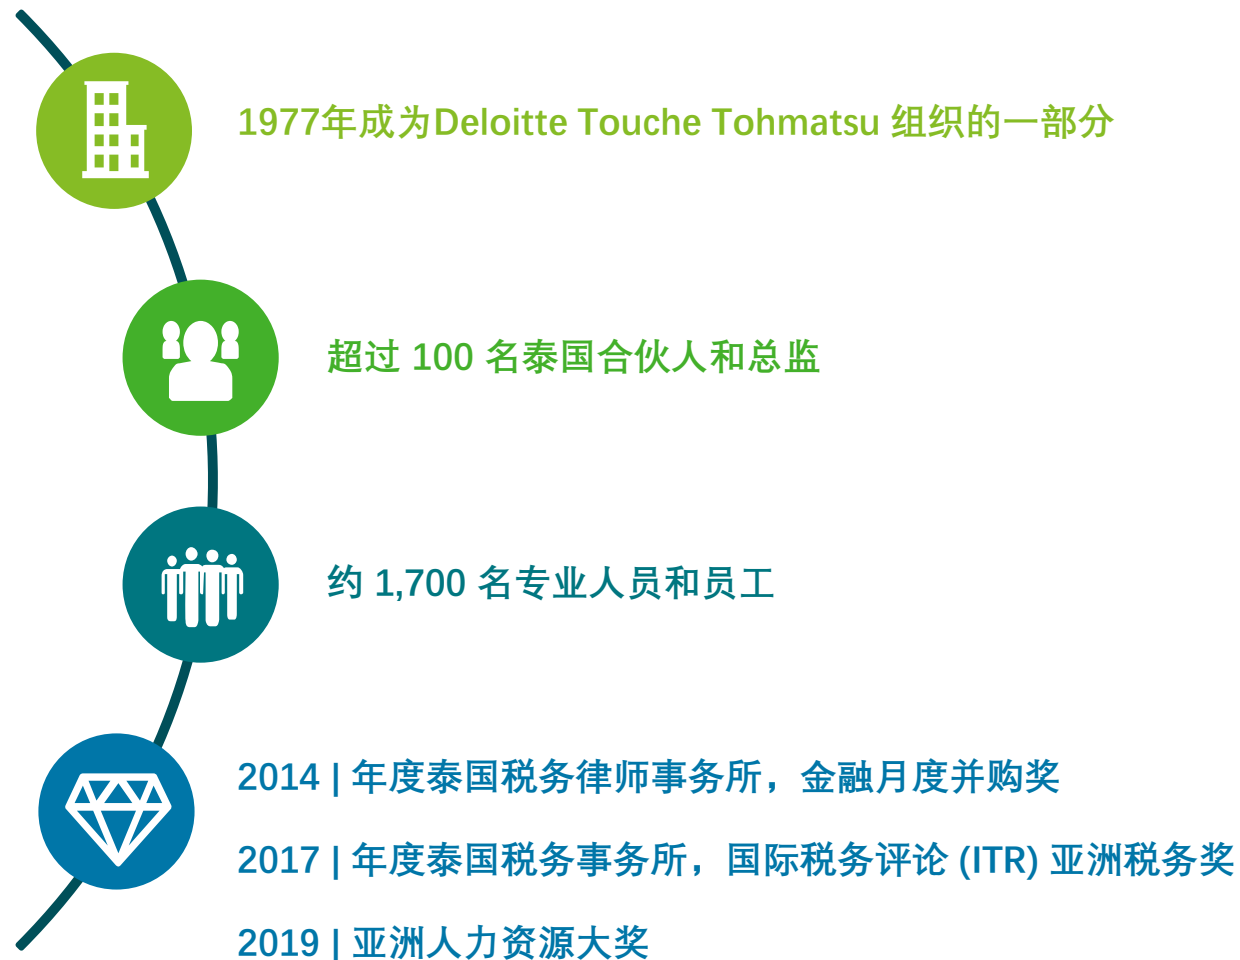 1977年成为Deloitte Touche Tohmatsu 组织的一部分
超过 100 名泰国合伙人和总监
约 1,700 名专业人员和员工
2014 | 年度泰国税务律师事务所，金融月度并购奖
2017 | 年度泰国税务事务所，国际税务评论 (ITR) 亚洲税务奖
2019 | 亚洲人力资源大奖